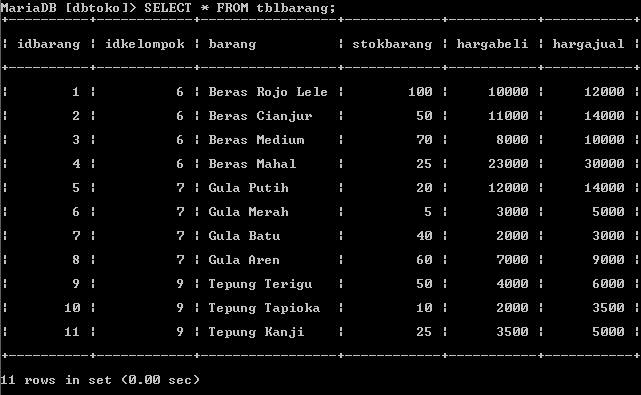 MariaDB [dbtoko]> SELECT * FROM tblbarang;
+----------+------------+-----------------+------------+----------+-----------+
¦ idbarang ¦ idkelompok ¦ barang          ¦ stokbarang ¦ hargabeli ¦ hargajual ¦
+----------+------------+-----------------+------------+----------+-----------+
¦ 1 ¦ 6 ¦ Beras Rojo Lele ¦ 100 ¦ 10000 ¦ 12000 ¦
¦ 2 ¦ 6 ¦ Beras Cianjur ¦ 50 ¦ 11000 ¦ 14000 ¦
¦ 3 ¦ 6 ¦ Beras Medium ¦ 70 ¦ 8000 ¦ 10000 ¦
¦ 4 ¦ 6 ¦ Beras Mahal ¦ 25 ¦ 23000 ¦ 30000 ¦
¦ 5 ¦ 7 ¦ Gula Putih ¦ 20 ¦ 12000 ¦ 14000 ¦
¦ 6 ¦ 7 ¦ Gula Merah ¦ 5 ¦ 3000 ¦ 5000 ¦
¦ 7 ¦ 7 ¦ Gula Batu ¦ 40 ¦ 2000 ¦ 3000 ¦
¦ 8 ¦ 7 ¦ Gula Aren ¦ 60 ¦ 7000 ¦ 9000 ¦
¦ 9 ¦ 9 ¦ Tepung Terigu ¦ 50 ¦ 4000 ¦ 6000 ¦
¦ 10 ¦ 9 ¦ Tepung Tapioka ¦ 10 ¦ 2000 ¦ 3500 ¦
¦ 11 ¦ 9 ¦ Tepung Kanji ¦ 25 ¦ 3500 ¦ 5000 ¦
+----------+------------+-----------------+------------+----------+-----------+
11 rows in set (0.00 sec)